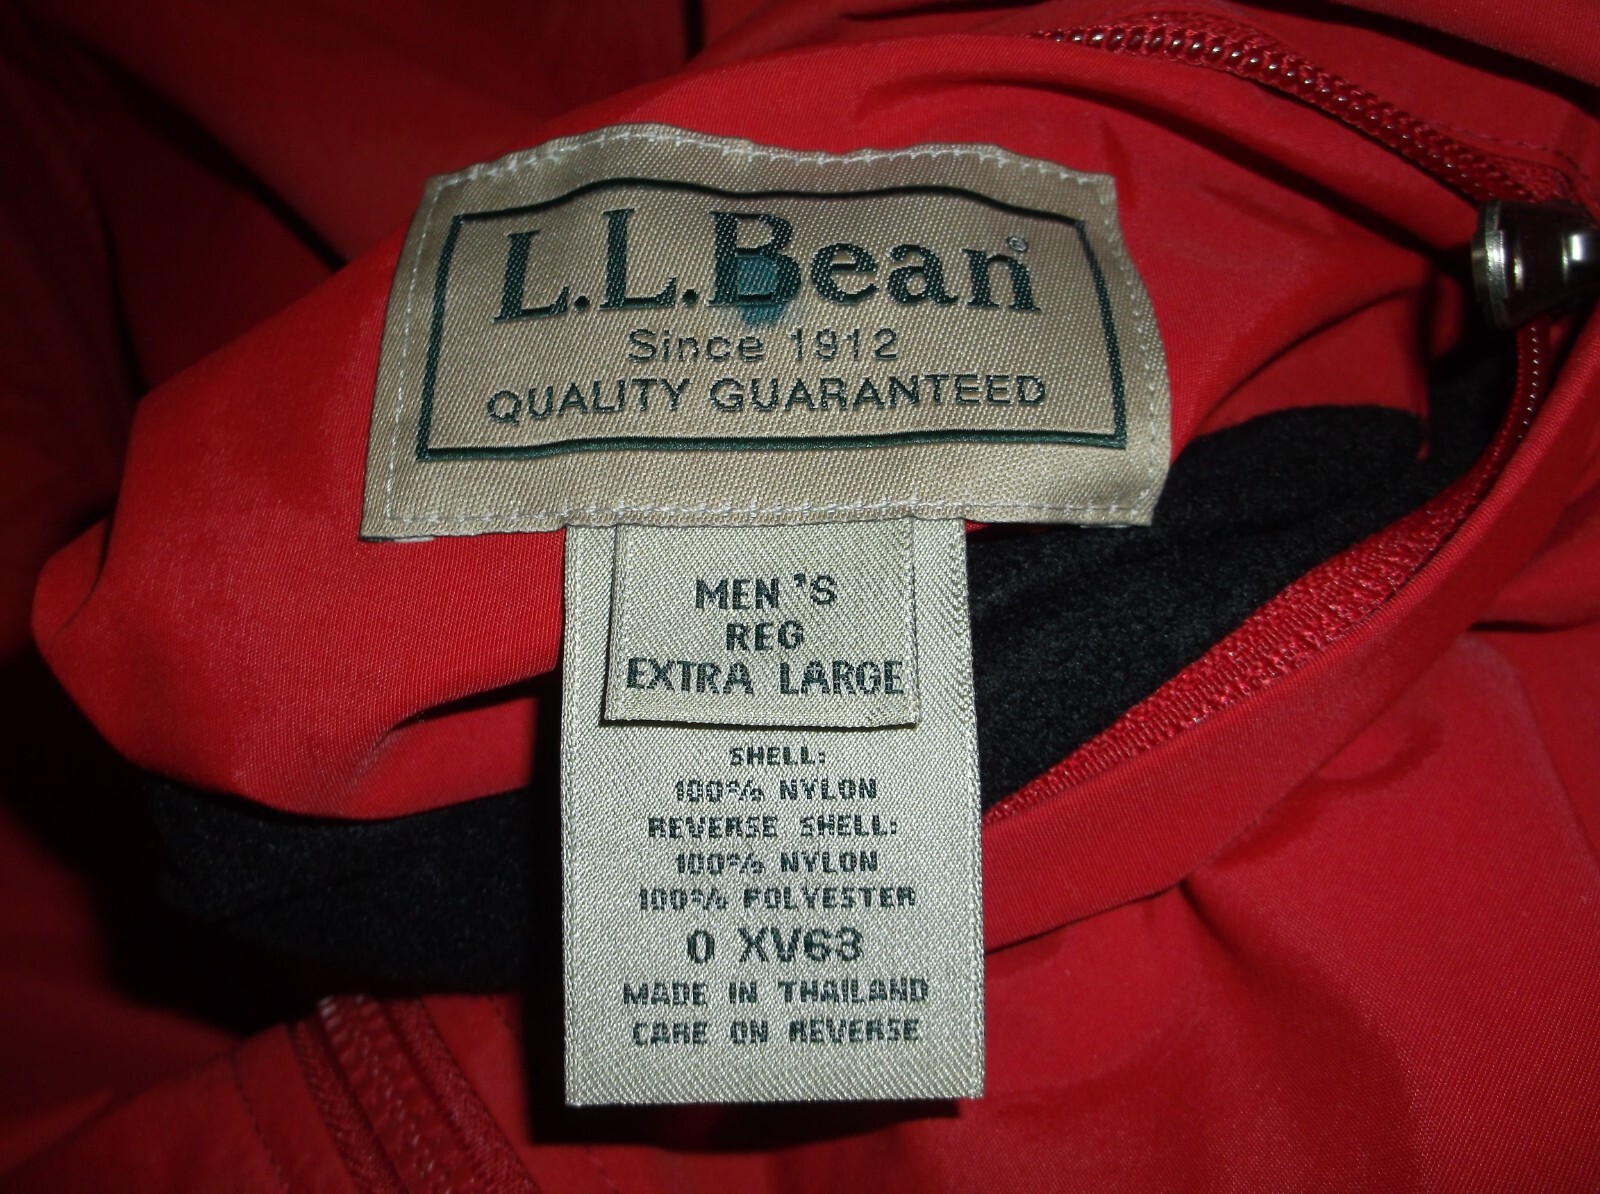 L.L.Bean®
Since 1912
QUALITY GUARANTEED
MEN'S
REG
EXTRA LARGE
SHELL:
100% NYLON
REVERSE SHELL:
100% NYLON
100% POLYESTER
0 XV63
MADE IN THAILAND
CARE ON REVERSE